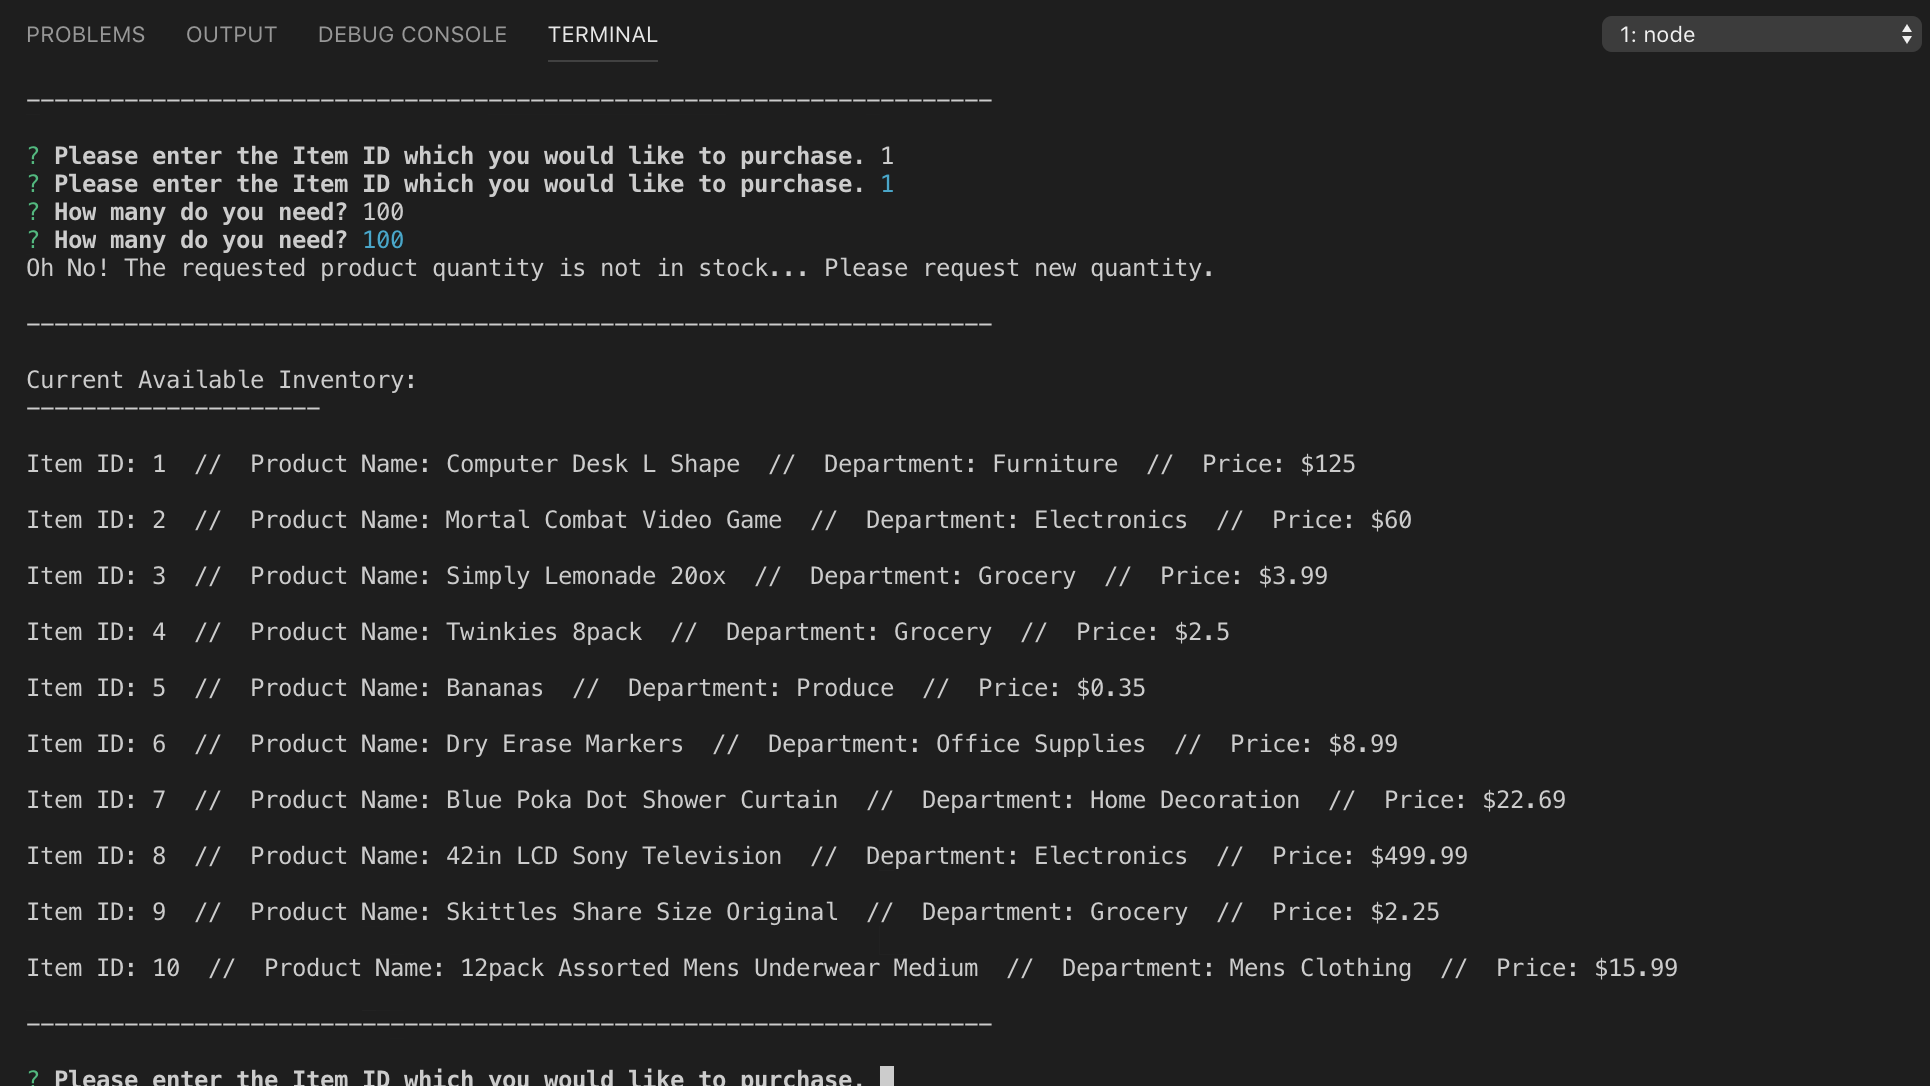 PROBLEMS OUTPUT DEBUG CONSOLE TERMINAL 1: node
---------------------------------------------------------------------
? Please enter the Item ID which you would like to purchase. 1
? Please enter the Item ID which you would like to purchase. 1
? How many do you need? 100
? How many do you need? 100
Oh No! The requested product quantity is not in stock... Please request new quantity.
---------------------------------------------------------------------
Current Available Inventory:
---------------------
Item ID: 1  //  Product Name: Computer Desk L Shape  //  Department: Furniture  //  Price: $125
Item ID: 2  //  Product Name: Mortal Combat Video Game  //  Department: Electronics  //  Price: $60
Item ID: 3  //  Product Name: Simply Lemonade 20ox  //  Department: Grocery  //  Price: $3.99
Item ID: 4  //  Product Name: Twinkies 8pack  //  Department: Grocery  //  Price: $2.5
Item ID: 5  //  Product Name: Bananas  //  Department: Produce  //  Price: $0.35
Item ID: 6  //  Product Name: Dry Erase Markers  //  Department: Office Supplies  //  Price: $8.99
Item ID: 7  //  Product Name: Blue Poka Dot Shower Curtain  //  Department: Home Decoration  //  Price: $22.69
Item ID: 8  //  Product Name: 42in LCD Sony Television  //  Department: Electronics  //  Price: $499.99
Item ID: 9  //  Product Name: Skittles Share Size Original  //  Department: Grocery  //  Price: $2.25
Item ID: 10  //  Product Name: 12pack Assorted Mens Underwear Medium  //  Department: Mens Clothing  //  Price: $15.99
---------------------------------------------------------------------
? Please enter the Item ID which you would like to purchase.